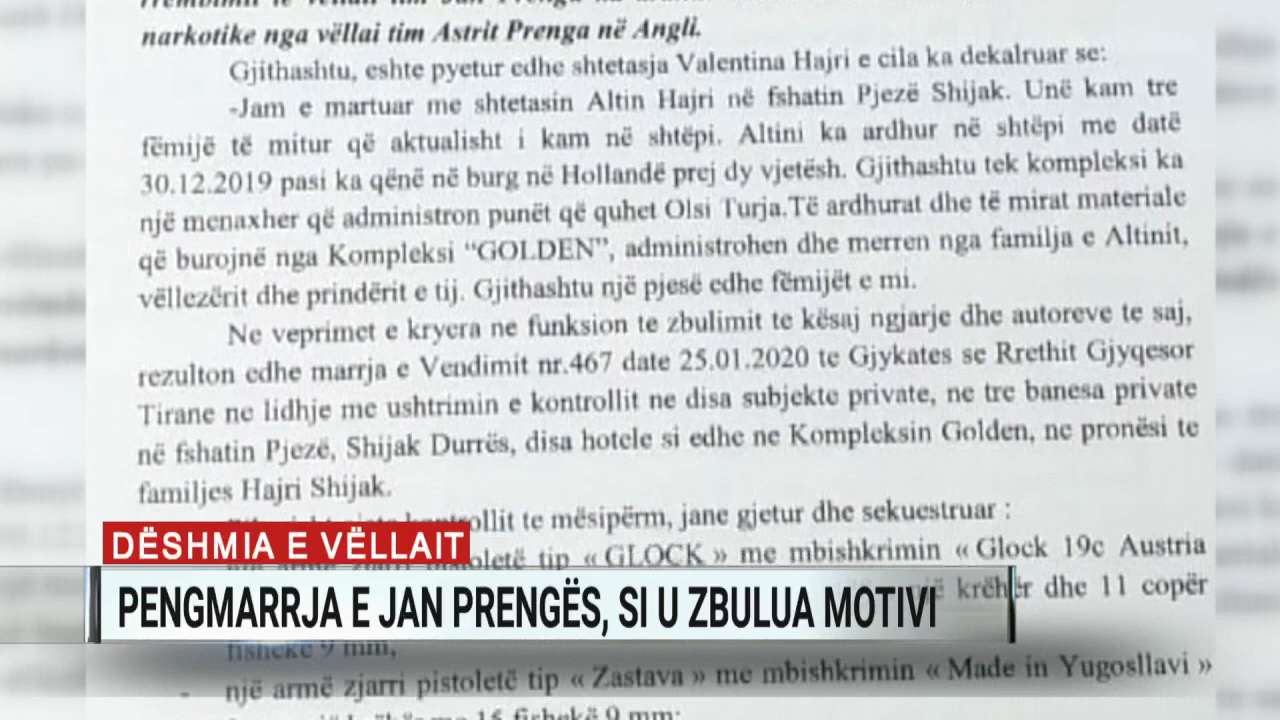 narkotike nga vëllai tim Astrit Prenga në Angli.
Gjithashtu, eshte pyetur edhe shtetasja Valentina Hajri e cila ka dekalruar se:
-Jam e martuar me shtetasin Altin Hajri në fshatin Pjezë Shijak. Unë kam tre
fëmijë të mitur që aktualisht i kam në shtëpi. Altini ka ardhur në shtëpi me datë
30.12.2019 pasi ka qënë në burg në Hollandë prej dy vjetësh. Gjithashtu tek kompleksi ka
një menaxher që administron punët që quhet Olsi Turja.Të ardhurat dhe të mirat materiale
që burojnë nga Kompleksi “GOLDEN”, administrohen dhe merren nga familja e Altinit,
vëllezërit dhe prindërit e tij. Gjithashtu një pjesë edhe fëmijët e mi.
Ne veprimet e kryera ne funksion te zbulimit te kësaj ngjarje dhe autoreve te saj,
rezulton edhe marrja e Vendimit nr.467 date 25.01.2020 te Gjykates se Rrethit Gjyqesor
Tirane ne lidhje me ushtrimin e kontrollit ne disa subjekte private, ne tre banesa private
në fshatin Pjezë, Shijak Durrës, disa hotele si edhe ne Kompleksin Golden, ne pronësi te
familjes Hajri Shijak.
te mësipërm, jane gjetur dhe sekuestruar :
DËSHMIA E VËLLAIT
tip « GLOCK » me mbishkrimin « Glock 19c Austria
krëhër dhe 11 copër
PENGMARRJA E JAN PRENGËS, SI U ZBULUA MOTIVI
fishekë 9 mm,
- një armë zjarri pistoletë tip « Zastava » me mbishkrimin « Made in Yugosllavi »
15 fishekë 9 mm;